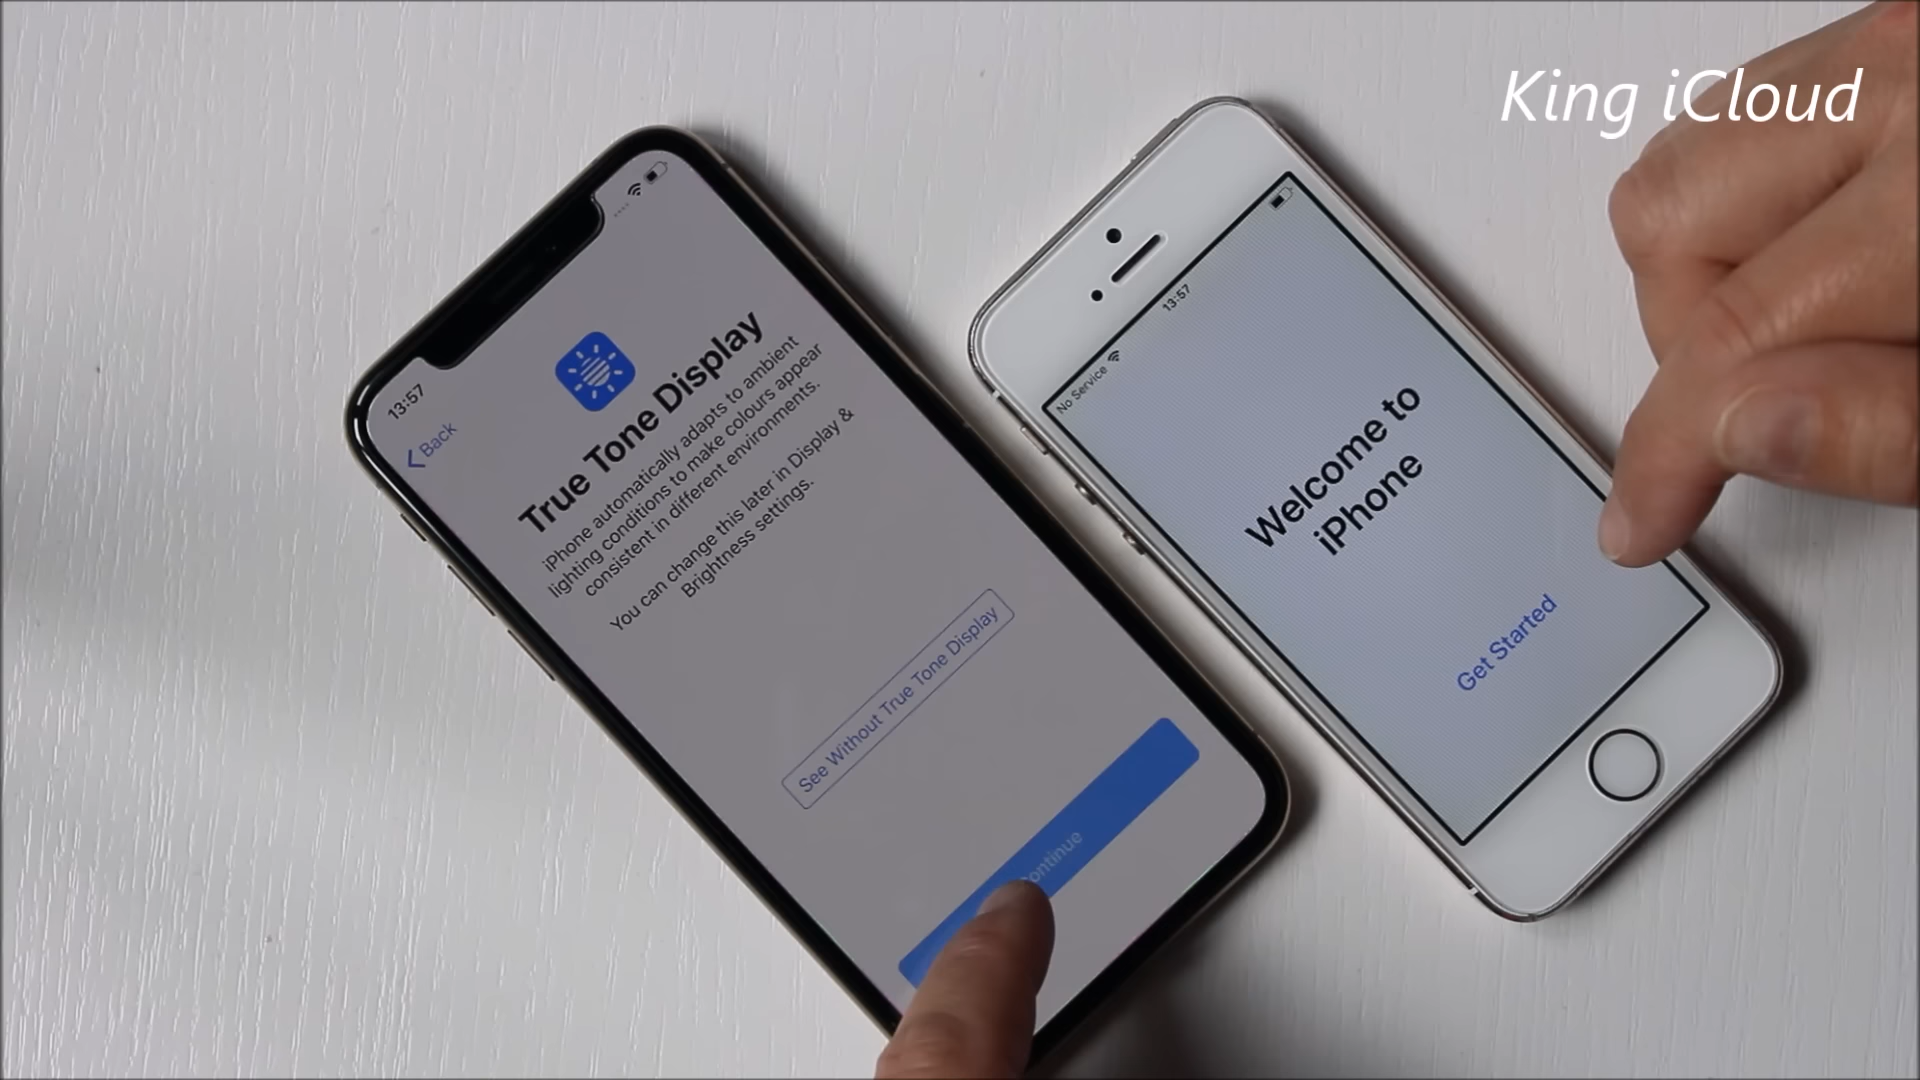 King iCloud
13:57
Back
True Tone Display
iPhone automatically adapts to ambient
lighting conditions to make colours appear
consistent in different environments.
You can change this later in Display &
Brightness settings.
See Without True Tone Display
Continue
No Service
13:57
Welcome to
iPhone
Get Started